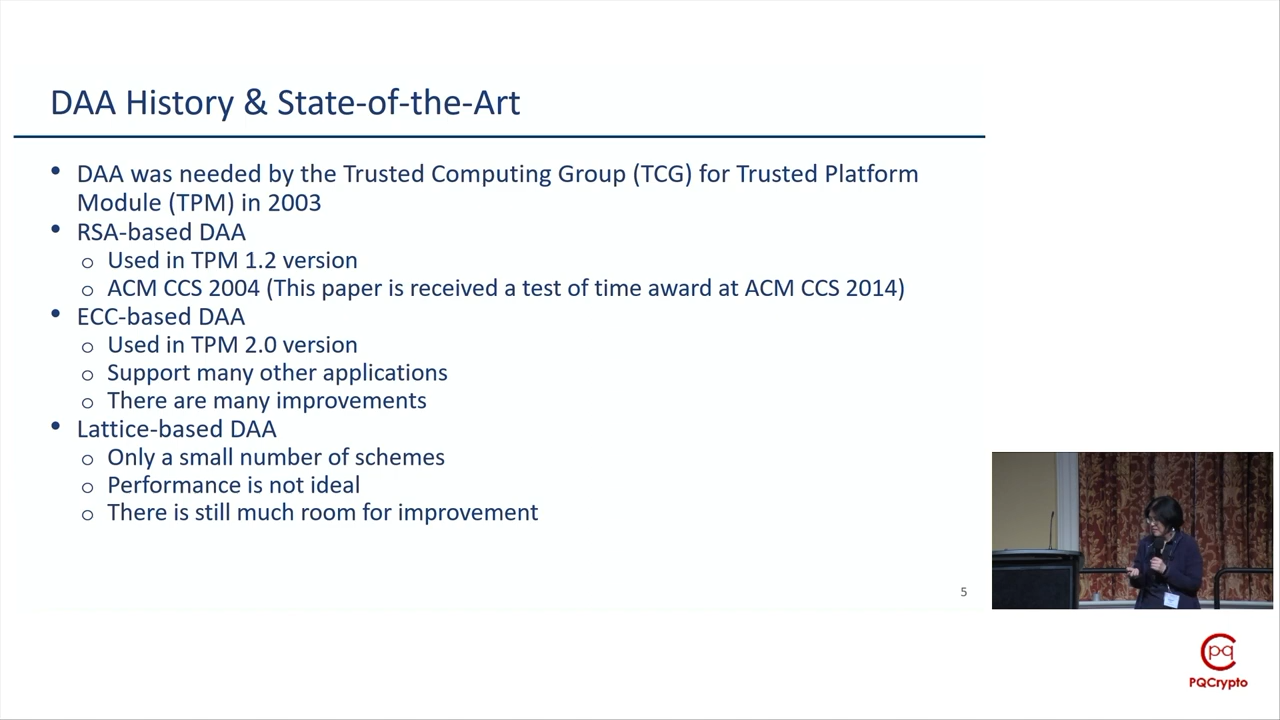 DAA History & State-of-the-Art
• DAA was needed by the Trusted Computing Group (TCG) for Trusted Platform
Module (TPM) in 2003
• RSA-based DAA
o Used in TPM 1.2 version
o ACM CCS 2004 (This paper is received a test of time award at ACM CCS 2014)
• ECC-based DAA
o Used in TPM 2.0 version
o Support many other applications
o There are many improvements
• Lattice-based DAA
o Only a small number of schemes
o Performance is not ideal
o There is still much room for improvement
5
pq
PQCrypto